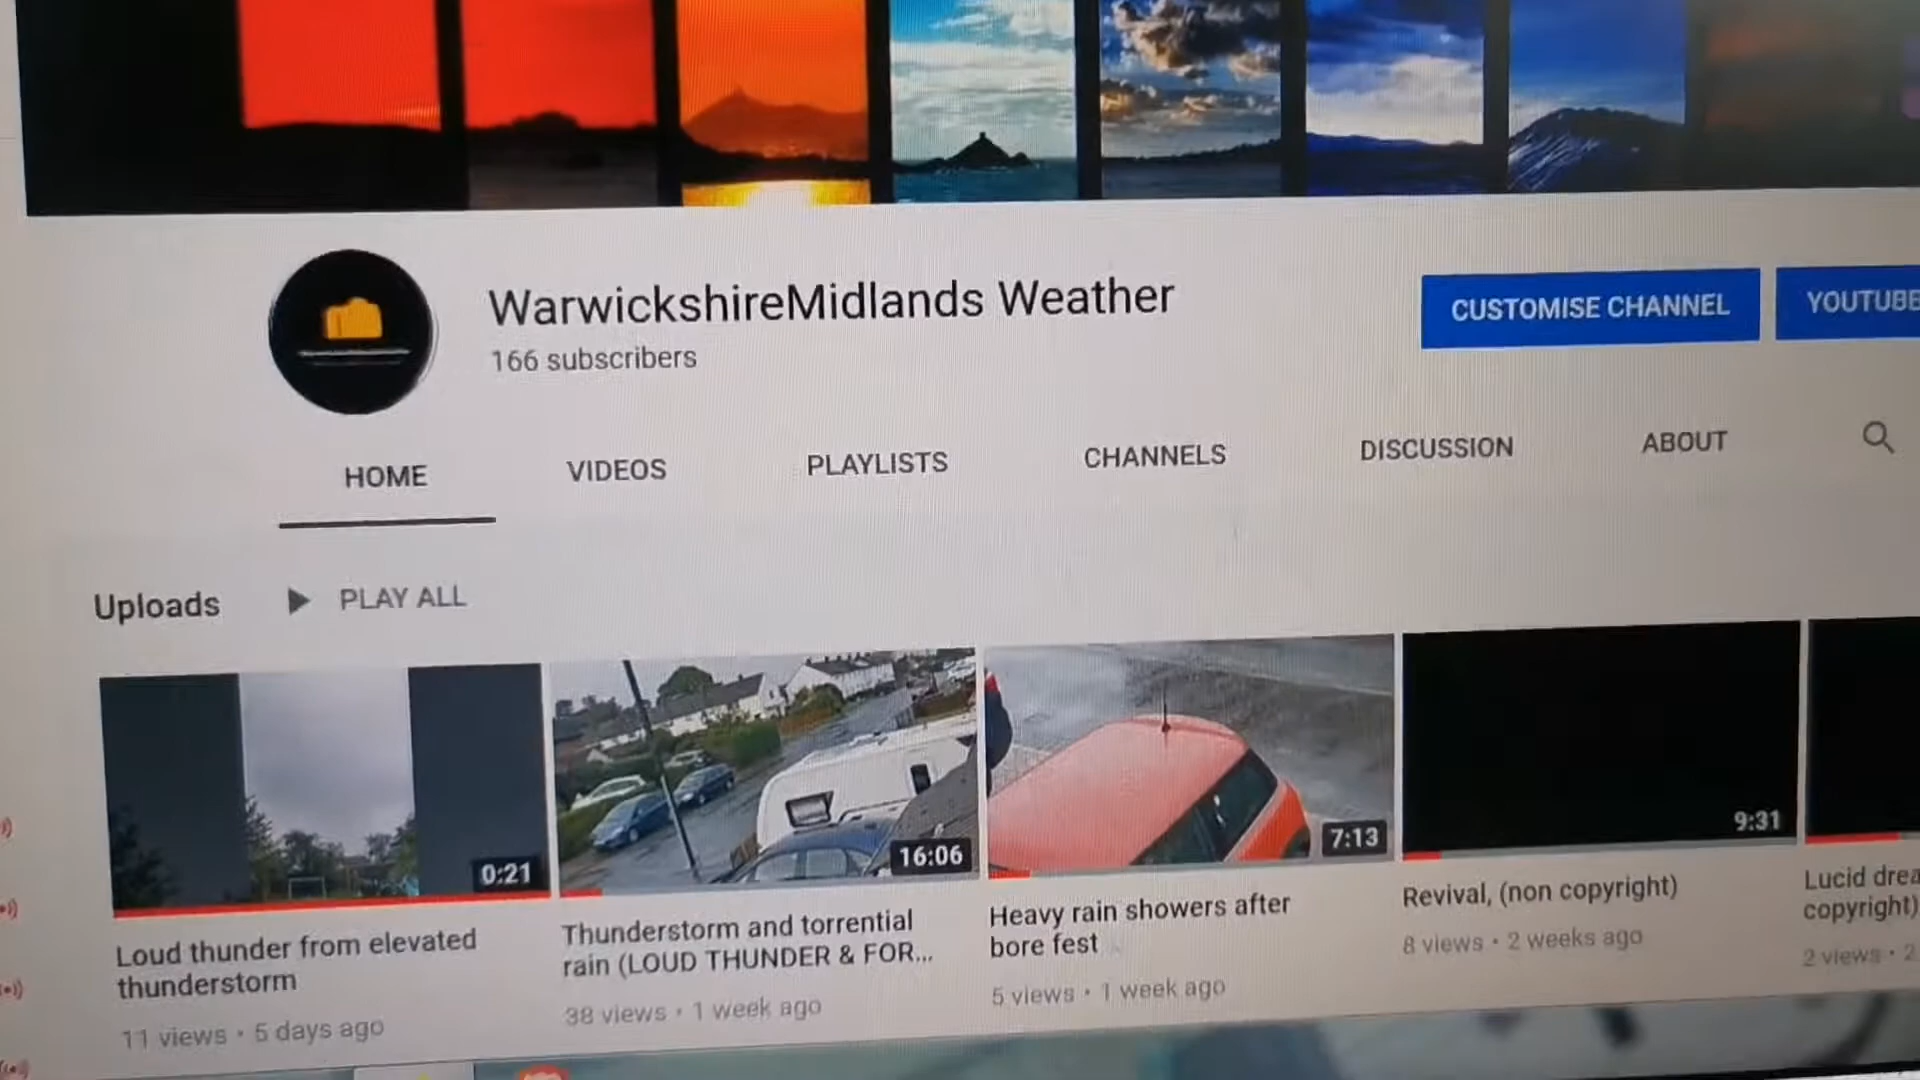 WarwickshireMidlands Weather
166 subscribers
CUSTOMISE CHANNEL
YOUTUBE
HOME
VIDEOS
PLAYLISTS
CHANNELS
DISCUSSION
ABOUT
Uploads
PLAY ALL
0:21
16:06
7:13
9:31
Loud thunder from elevated
thunderstorm
11 views • 5 days ago
Thunderstorm and torrential
rain (LOUD THUNDER & FOR...
38 views • 1 week ago
Heavy rain showers after
bore fest
5 views • 1 week ago
Revival, (non copyright)
8 views • 2 weeks ago
Lucid drea
copyright)
2 views • 2